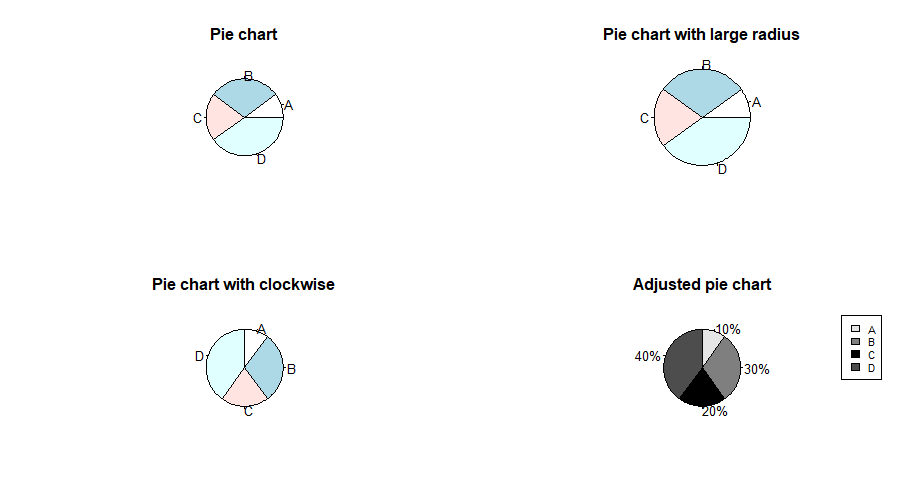 Pie chart
B
A
C
D
Pie chart with large radius
B
A
C
D
Pie chart with clockwise
A
D
B
C
Adjusted pie chart
10%
40%
30%
20%
A
B
C
D